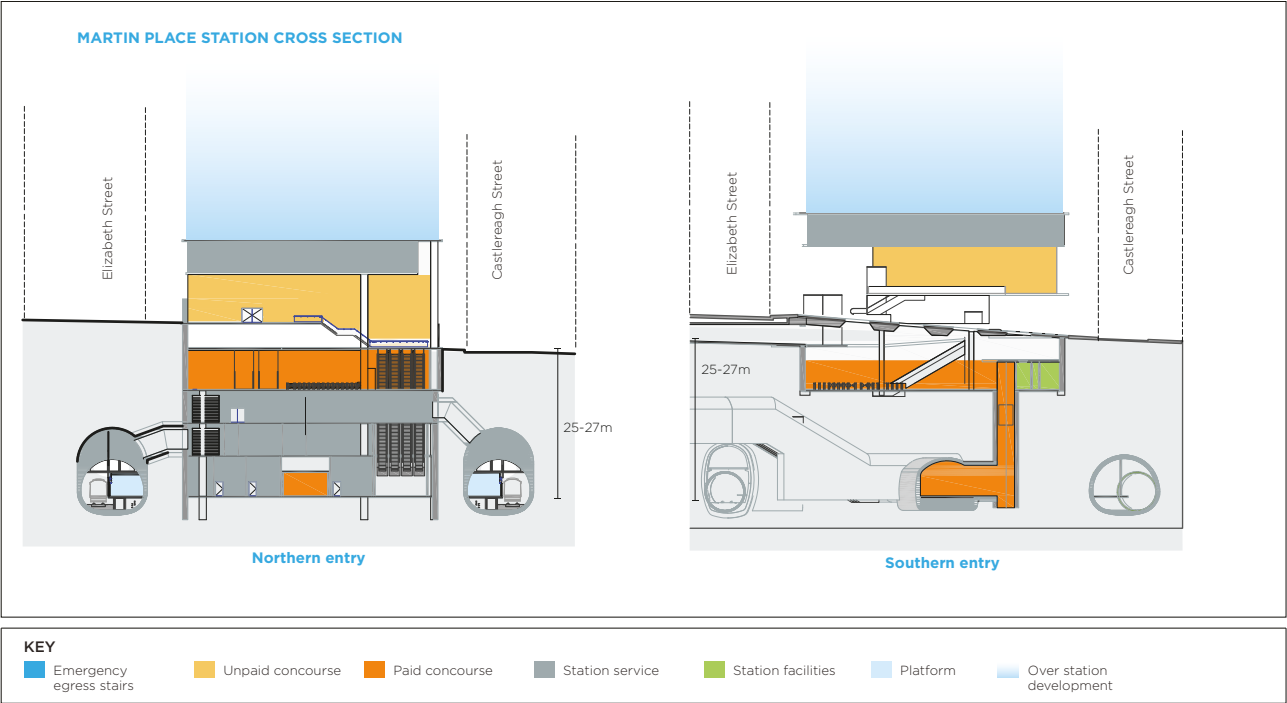 MARTIN PLACE STATION CROSS SECTION
Elizabeth Street
Castlereagh Street
25-27m
Northern entry
Elizabeth Street
Castlereagh Street
25-27m
Southern entry
KEY
Emergency
egress stairs
Unpaid concourse
Paid concourse
Station service
Station facilities
Platform
Over station
development